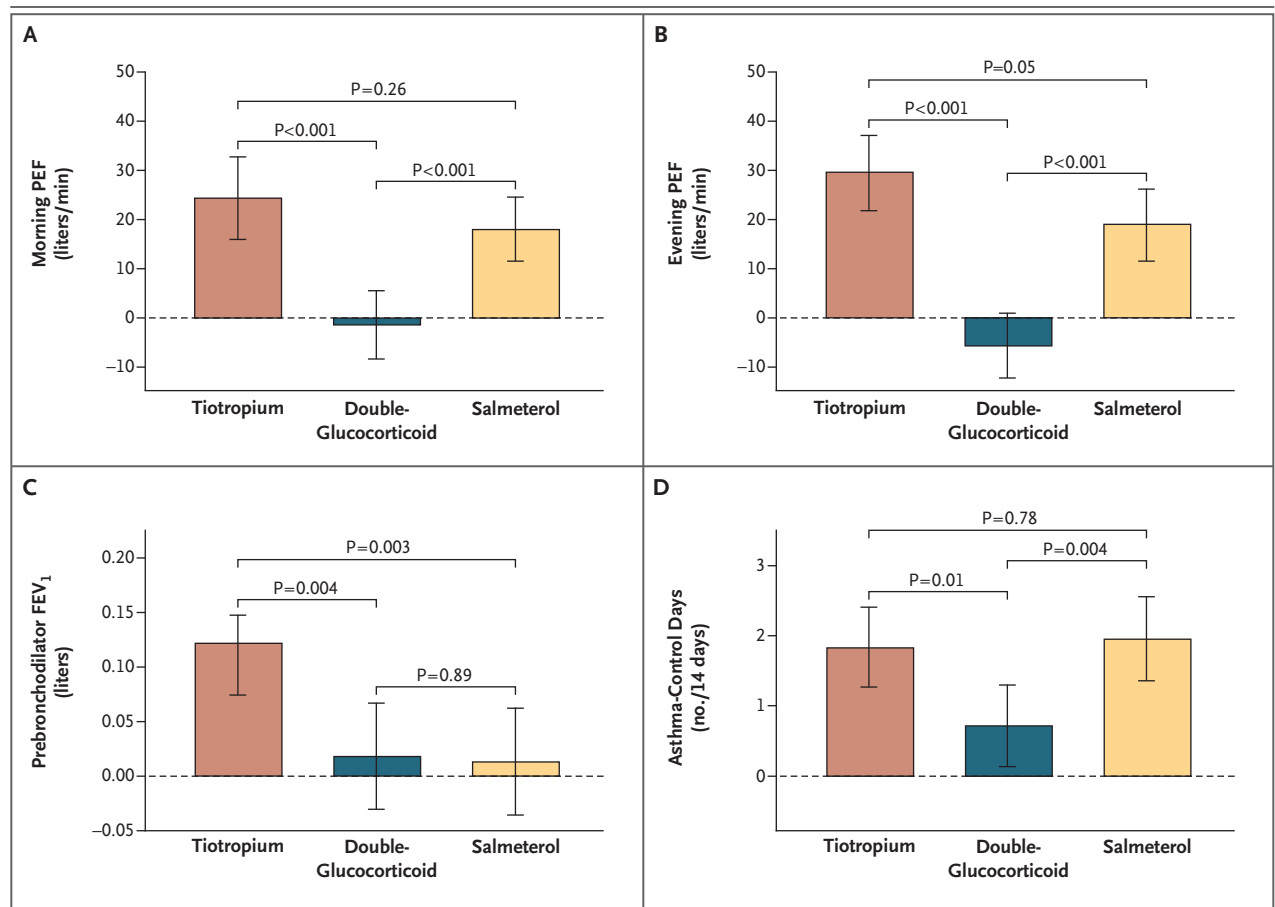 A
Morning PEF
(liters/min)
50
40
30
20
10
0
−10
P=0.26
P<0.001
P<0.001
Tiotropium
Double-
Glucocorticoid
Salmeterol
B
Evening PEF
(liters/min)
50
40
30
20
10
0
−10
P=0.05
P<0.001
P<0.001
Tiotropium
Double-
Glucocorticoid
Salmeterol
C
Prebronchodilator FEV1
(liters)
0.20
0.15
0.10
0.05
0.00
−0.05
P=0.003
P=0.004
P=0.89
Tiotropium
Double-
Glucocorticoid
Salmeterol
D
Asthma-Control Days
(no./14 days)
3
2
1
0
P=0.78
P=0.004
P=0.01
Tiotropium
Double-
Glucocorticoid
Salmeterol